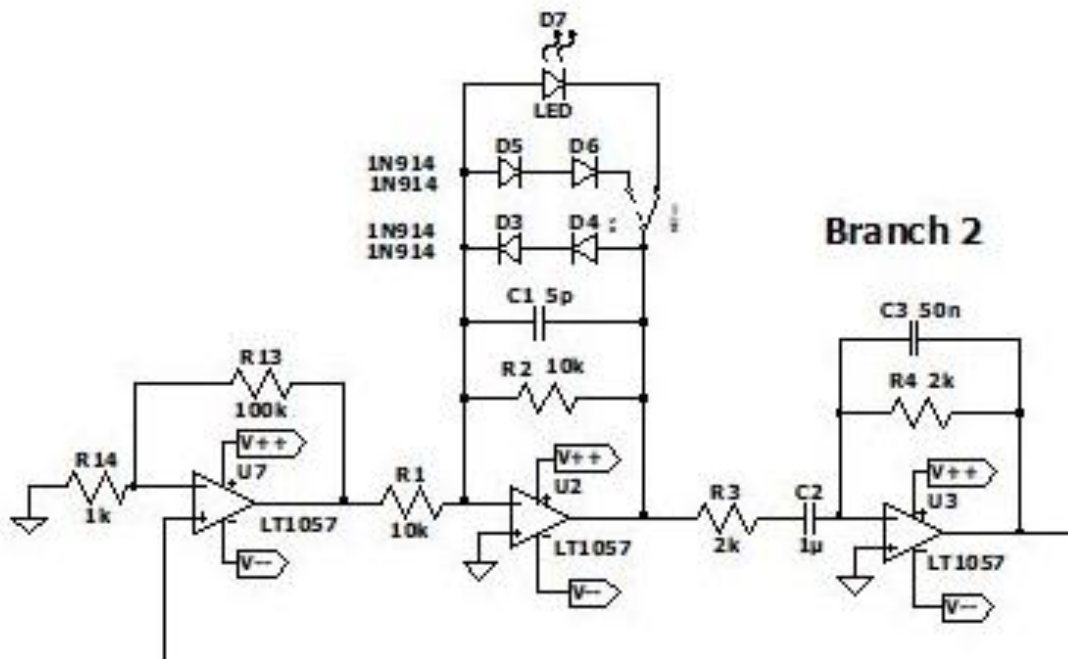 D7
LED
D5 D6
1N914
1N914
D3 D4
1N914
1N914
Branch 2
C1 5p
C3 50n
R13
100k
R2 10k
R4 2k
R14
1k
V++
U7
LT1057
V--
R1
10k
V++
U2
LT1057
V--
R3
2k
C2
1µ
V++
U3
LT1057
V--